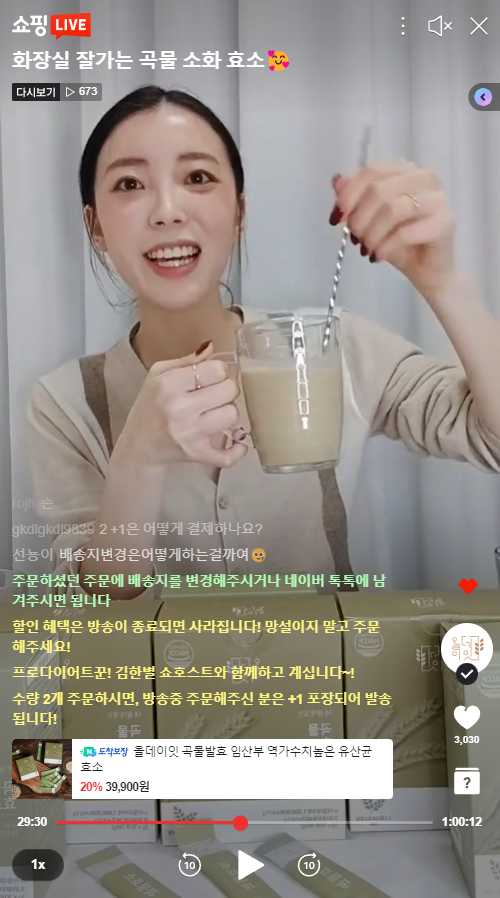 쇼핑 LIVE
화장실 잘가는 곡물 소화 효소🥰
다시보기 ▷ 673
rojh 손
gkdlgkdl9839 2 +1은 어떻게 결제하나요?
선뇽이 배송지변경은어떻게하는걸까여😂
주문하셨던 주문에 배송지를 변경해주시거나 네이버 톡톡에 남
겨주시면 됩니다
할인 혜택은 방송이 종료되면 사라집니다! 망설이지 말고 주문
해주세요!
프로다이어트꾼! 김한별 쇼호스트와 함께하고 계십니다~!
수량 2개 주문하시면, 방송중 주문해주신 분은 +1 포장되어 발송
됩니다!
올데이잇
3,030
N 도착보장 올데이잇 곡물발효 임산부 역가수치높은 유산균
효소
20% 39,900원
?
29:30
1:00:12
1x
10
10